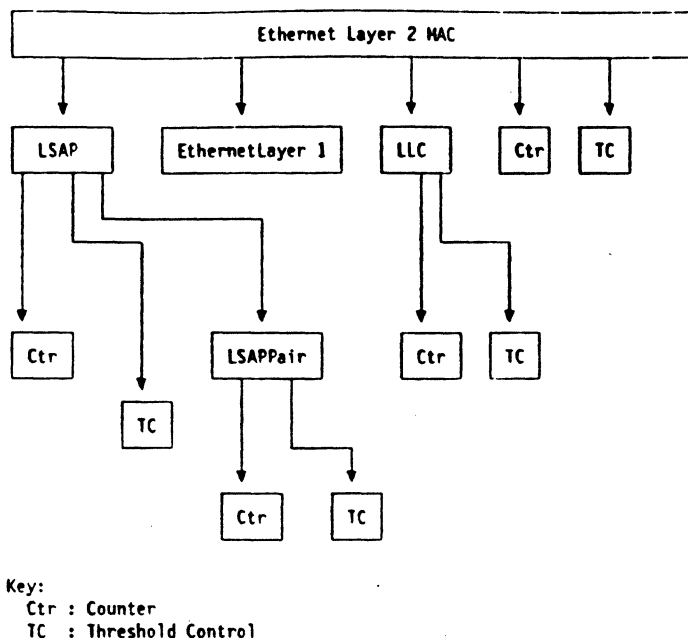 Ethernet Layer 2 MAC
LSAP
EthernetLayer 1
LLC
Ctr
TC
Ctr
LSAPPair
Ctr
TC
TC
Ctr
TC
Key:
Ctr : Counter
TC : Threshold Control